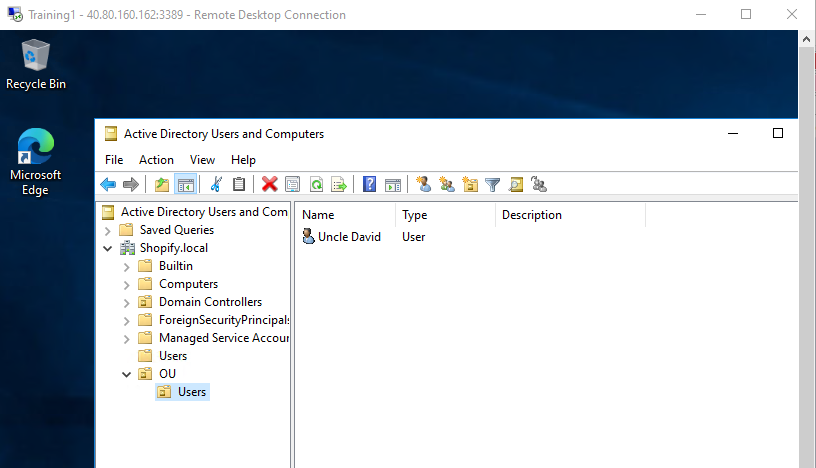 Training1 - 40.80.160.162:3389 - Remote Desktop Connection
Recycle Bin
Microsoft
Edge
Active Directory Users and Computers
File Action View Help
Active Directory Users and Com
Saved Queries
Shopify.local
Builtin
Computers
Domain Controllers
ForeignSecurityPrincipals
Managed Service Accour
Users
OU
Users
Name Type Description
Uncle David User